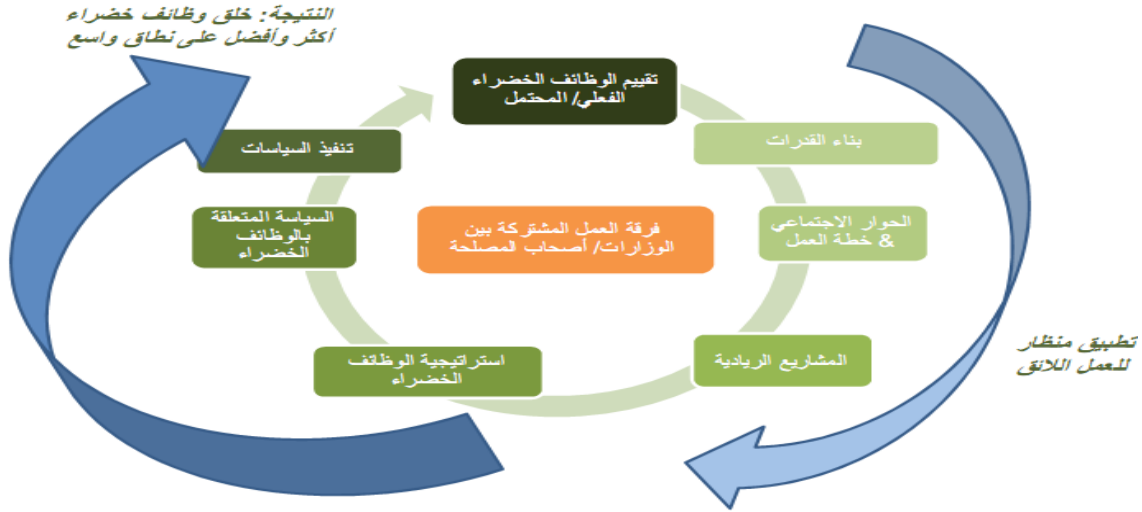 النتيجة: خلق وظائف خضراء
أكثر وأفضل على نطاق واسع
تقييم الوظائف الخضراء
الفعلي/ المحتمل
بناء القدرات
الحوار الاجتماعي
& خطة العمل
المشاريع الريادية
استراتيجية الوظائف
الخضراء
السياسة المتعلقة
بالوظائف
الخضراء
تنفيذ السياسات
فرقة العمل المشتركة بين
الوزارات/ أصحاب المصلحة
تطبيق منظار
للعمل اللائق